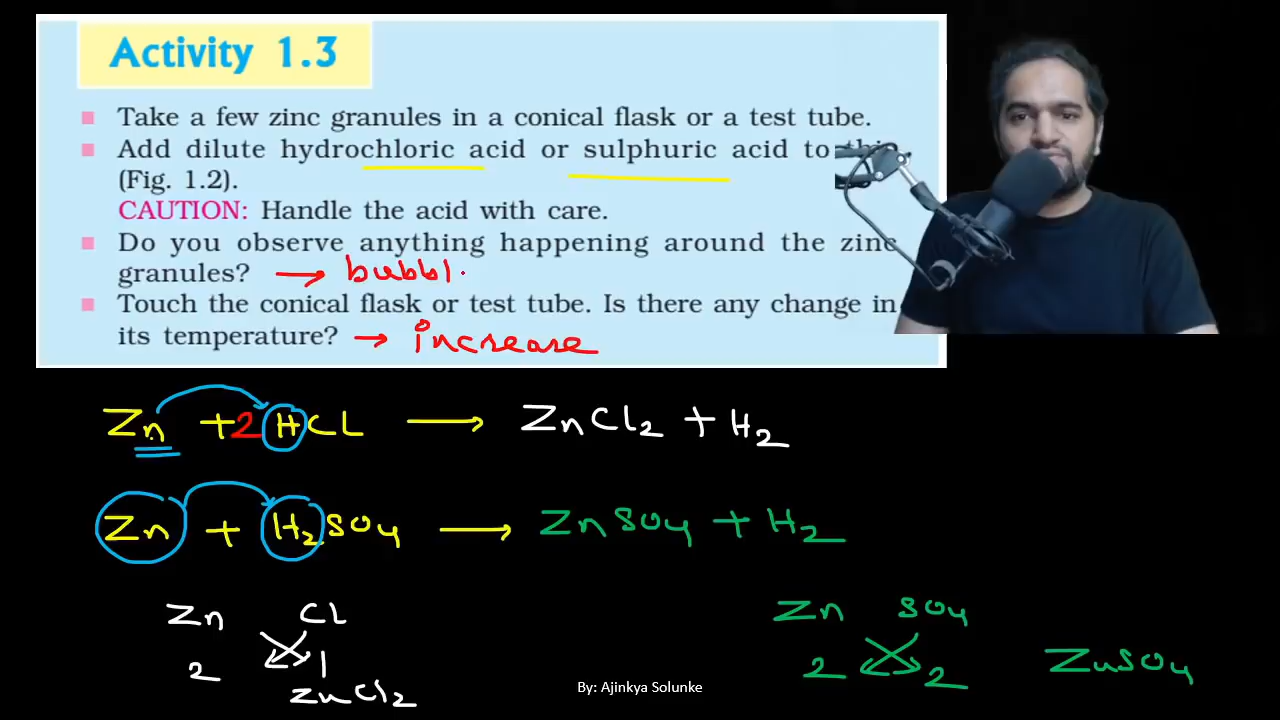 Activity 1.3
Take a few zinc granules in a conical flask or a test tube.
Add dilute hydrochloric acid or sulphuric acid to
(Fig. 1.2).
CAUTION: Handle the acid with care.
Do you observe anything happening around the zinc
granules? → bubbl
Touch the conical flask or test tube. Is there any change in
its temperature? → increase
Zn + 2HCl → ZnCl2 + H2
Zn + H2SO4 → ZnSO4 + H2
Zn Cl Zn SO4
2 1 2 2 ZnSO4
ZnCl2
By: Ajinkya Solunke